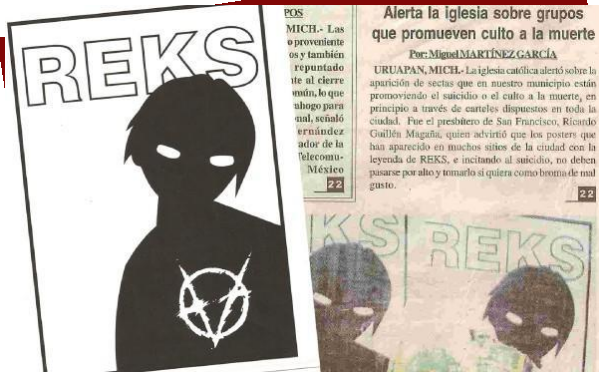 REKS
POS
MICH.- Las
o proveniente
os y también
repuntado
te al cierre
omún, lo que
ahogo para
nal, señaló
ernández
ador de la
Telecomu-
México
22
Alerta la iglesia sobre grupos
que promueven culto a la muerte
Por: Miguel MARTÍNEZ GARCÍA
URUAPAN, MICH.- La iglesia católica alertó sobre la
aparición de sectas que en nuestro municipio están
promoviendo el suicidio o el culto a la muerte, en
principio a través de carteles dispuestos en toda la
ciudad. Fue el presbítero de San Francisco, Ricardo
Guillén Magaña, quien advirtió que los posters que
han aparecido en muchos sitios de la ciudad con la
leyenda de REKS, e incitando al suicidio, no deben
pasarse por alto y tomarlo si quiera como broma de mal
gusto.
22
KS
REKS